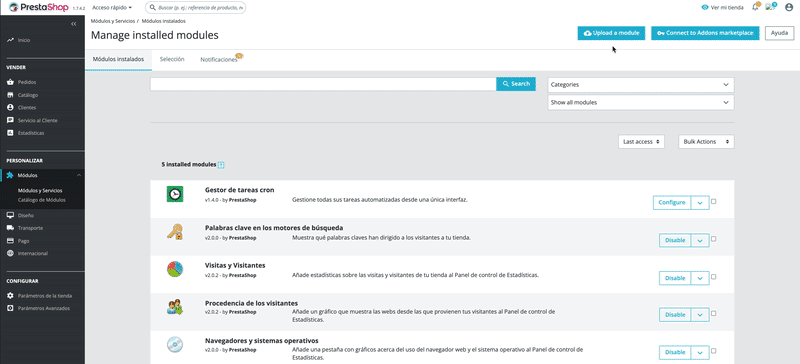 PrestaShop 1.7.4.2 Acceso rápido Buscar (p. ej.: referencia de producto, n Ver mi tienda
Módulos y Servicios / Módulos instalados
Manage installed modules
Upload a module Connect to Addons marketplace Ayuda
Módulos instalados Selección Notificaciones
Inicio
VENDER
Pedidos
Catálogo
Clientes
Servicio al Cliente
Estadísticas
PERSONALIZAR
Módulos
Módulos y Servicios
Catálogo de Módulos
Diseño
Transporte
Pago
Internacional
CONFIGURAR
Parámetros de la tienda
Parámetros Avanzados
Search Categories
Show all modules
Last access Bulk Actions
5 installed modules
Gestor de tareas cron
v1.4.0 - by PrestaShop Gestione todas sus tareas automatizadas desde una única interfaz. Configure
Palabras clave en los motores de búsqueda
v2.0.0 - by PrestaShop Muestra qué palabras claves han dirigido a los visitantes a tu tienda. Disable
Visitas y Visitantes
v2.0.2 - by PrestaShop Añade estadísticas sobre las visitas y visitantes de tu tienda al Panel de control de Estadísticas. Disable
Procedencia de los visitantes
v2.0.2 - by PrestaShop Añade un gráfico que muestra las webs desde las que provienen tus visitantes al Panel de control de
Estadísticas. Disable
Navegadores y sistemas operativos
v2.0.0 - by PrestaShop Añade una pestaña con gráficos acerca del uso del navegador web y el sistema operativo al Panel de control de
Estadísticas. Disable